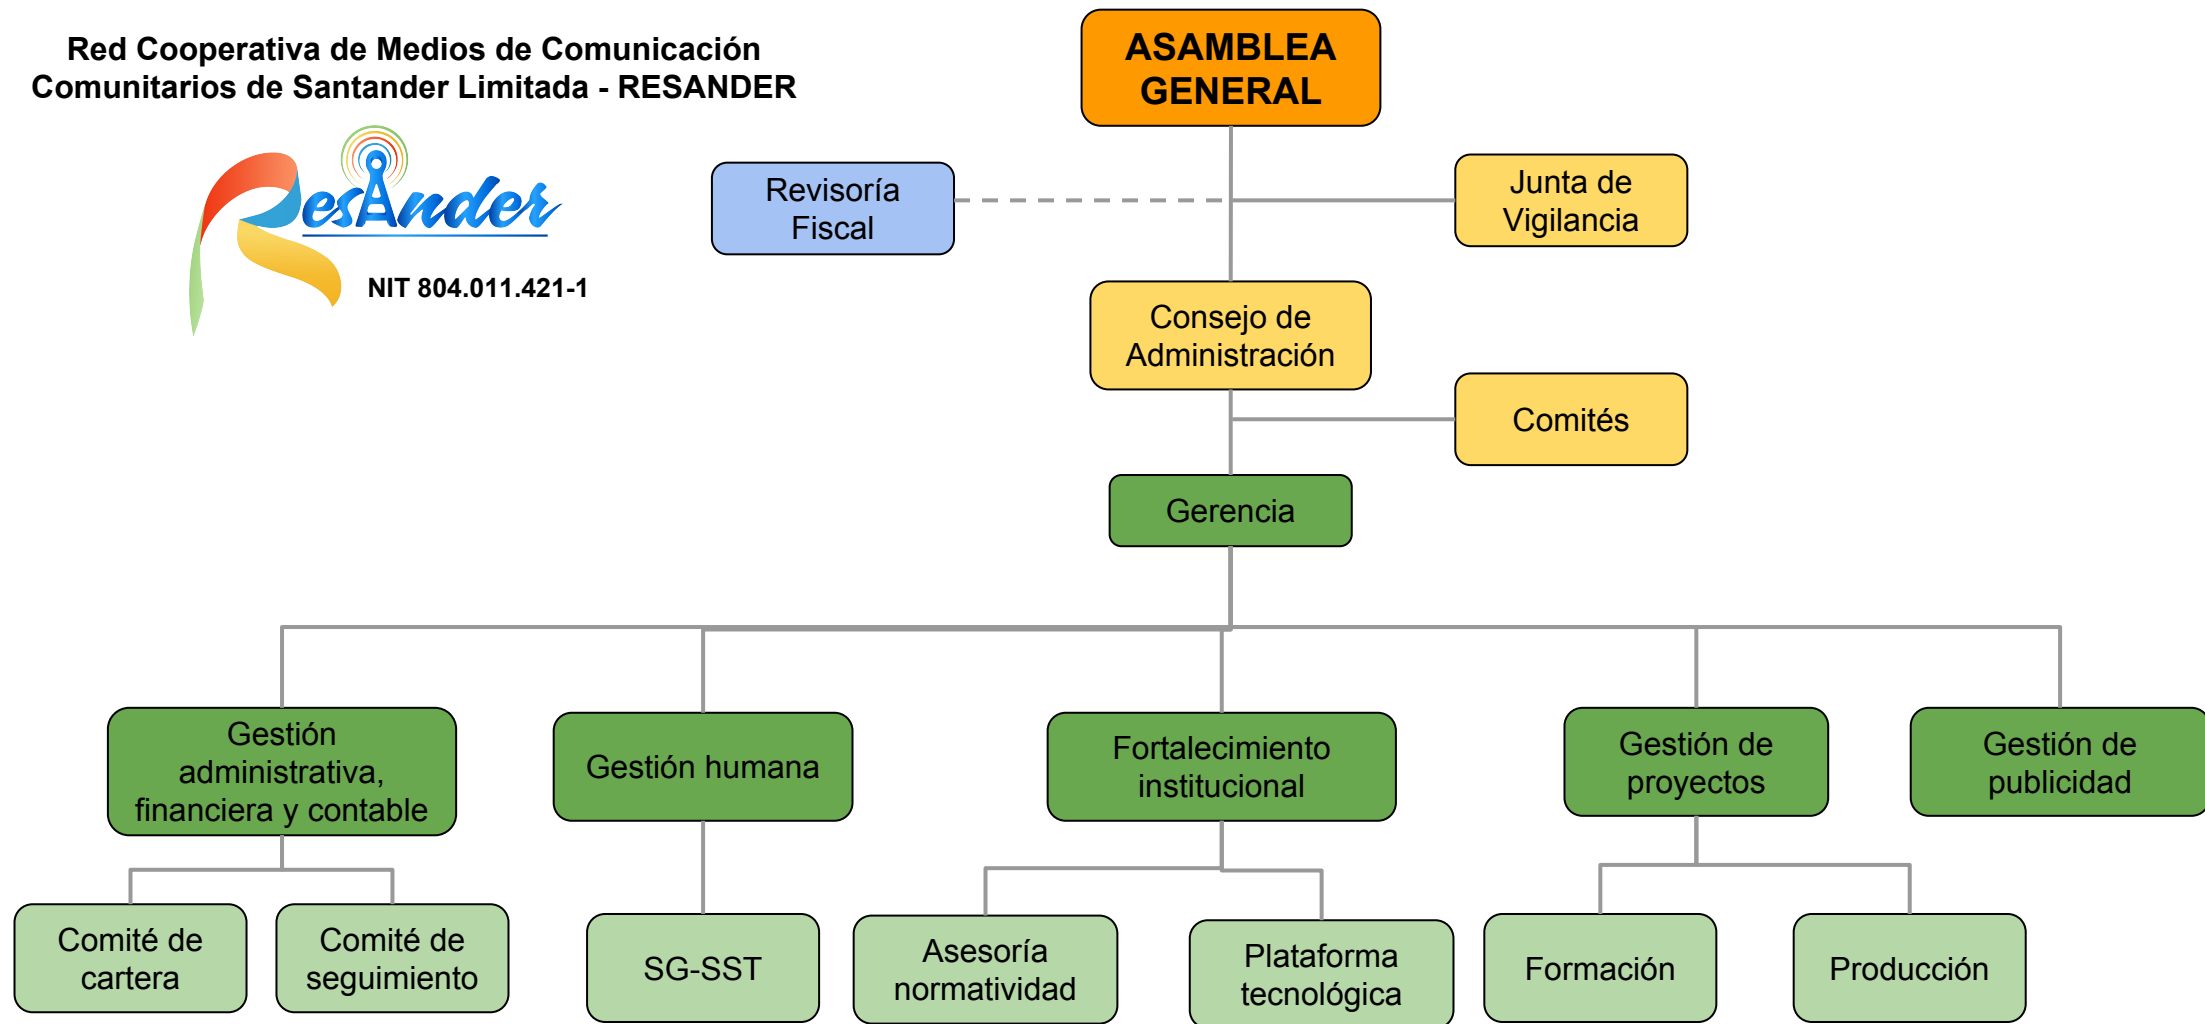 Red Cooperativa de Medios de Comunicación
Comunitarios de Santander Limitada - RESANDER
ResAnder
NIT 804.011.421-1
ASAMBLEA
GENERAL
Revisoría
Fiscal
Junta de
Vigilancia
Consejo de
Administración
Comités
Gerencia
Gestión
administrativa,
financiera y contable
Gestión humana
Fortalecimiento
institucional
Gestión de
proyectos
Gestión de
publicidad
Comité de
cartera
Comité de
seguimiento
SG-SST
Asesoría
normatividad
Plataforma
tecnológica
Formación
Producción